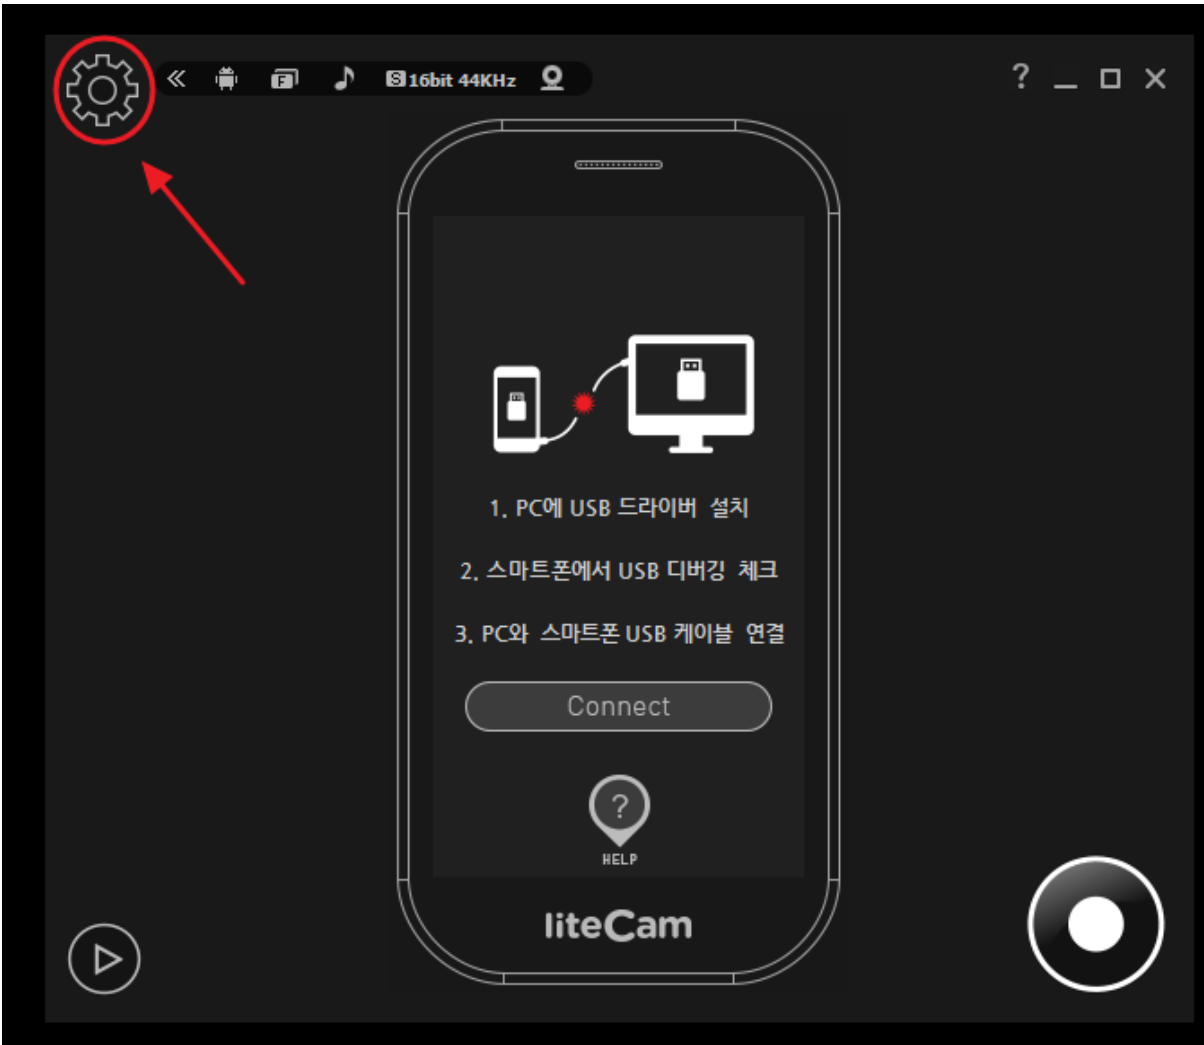 S 16bit 44KHz
?
1. PC에 USB 드라이버 설치
2. 스마트폰에서 USB 디버깅 체크
3. PC와 스마트폰 USB 케이블 연결
Connect
?
HELP
liteCam